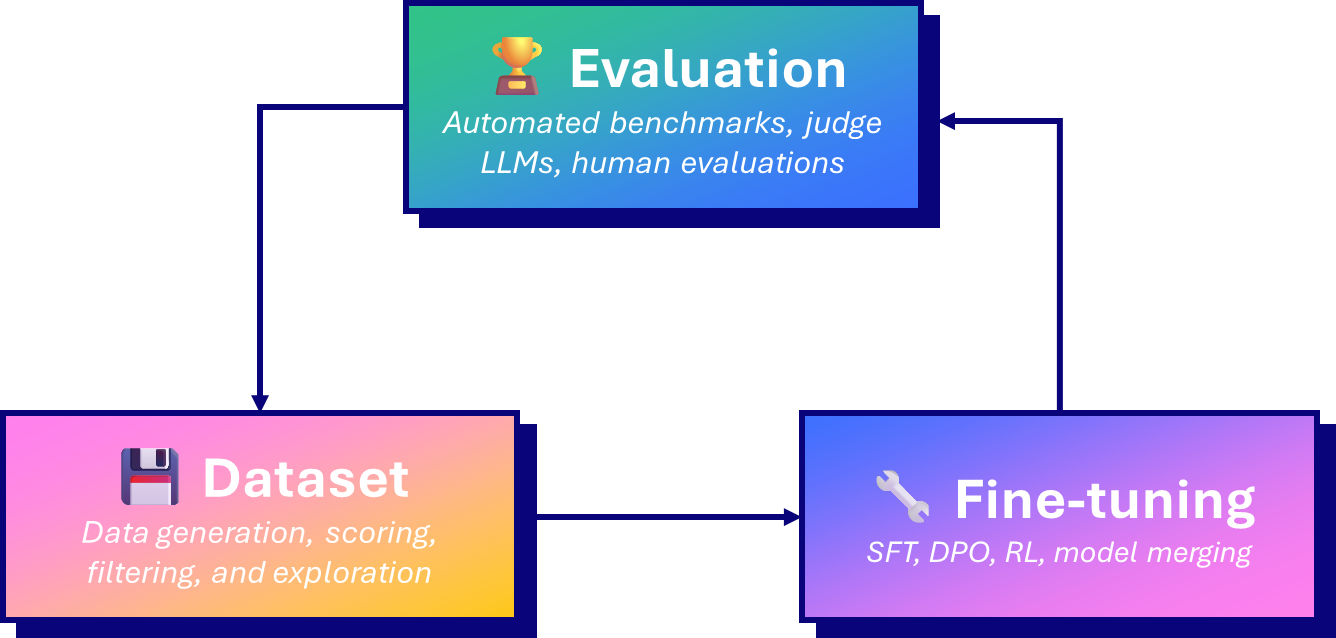 Evaluation
Automated benchmarks, judge
LLMs, human evaluations
Dataset
Data generation, scoring,
filtering, and exploration
Fine-tuning
SFT, DPO, RL, model merging